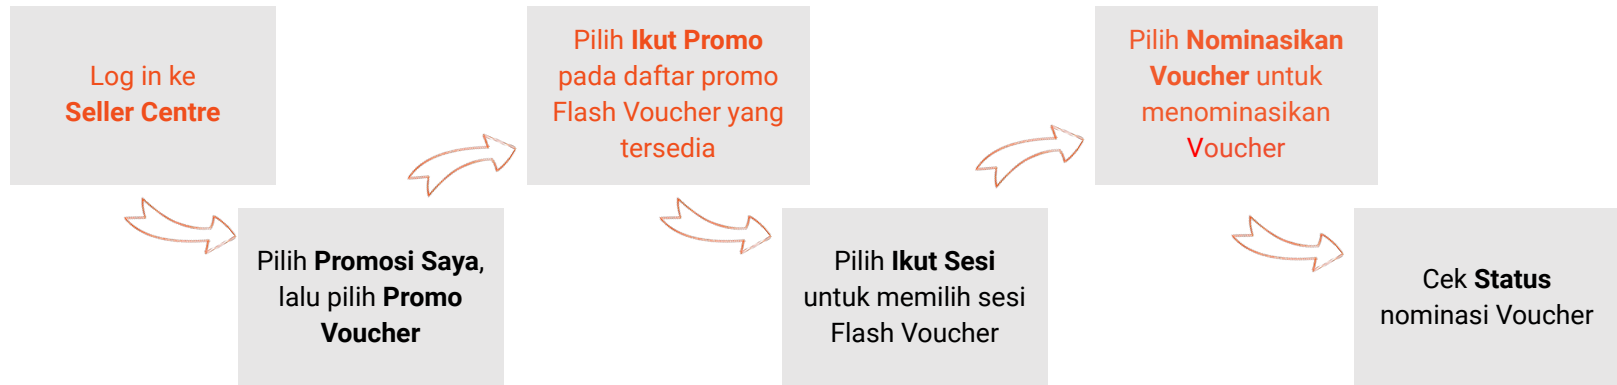 Log in ke
Seller Centre
Pilih Promosi Saya,
lalu pilih Promo
Voucher
Pilih Ikut Promo
pada daftar promo
Flash Voucher yang
tersedia
Pilih Ikut Sesi
untuk memilih sesi
Flash Voucher
Pilih Nominasikan
Voucher untuk
menominasikan
Voucher
Cek Status
nominasi Voucher